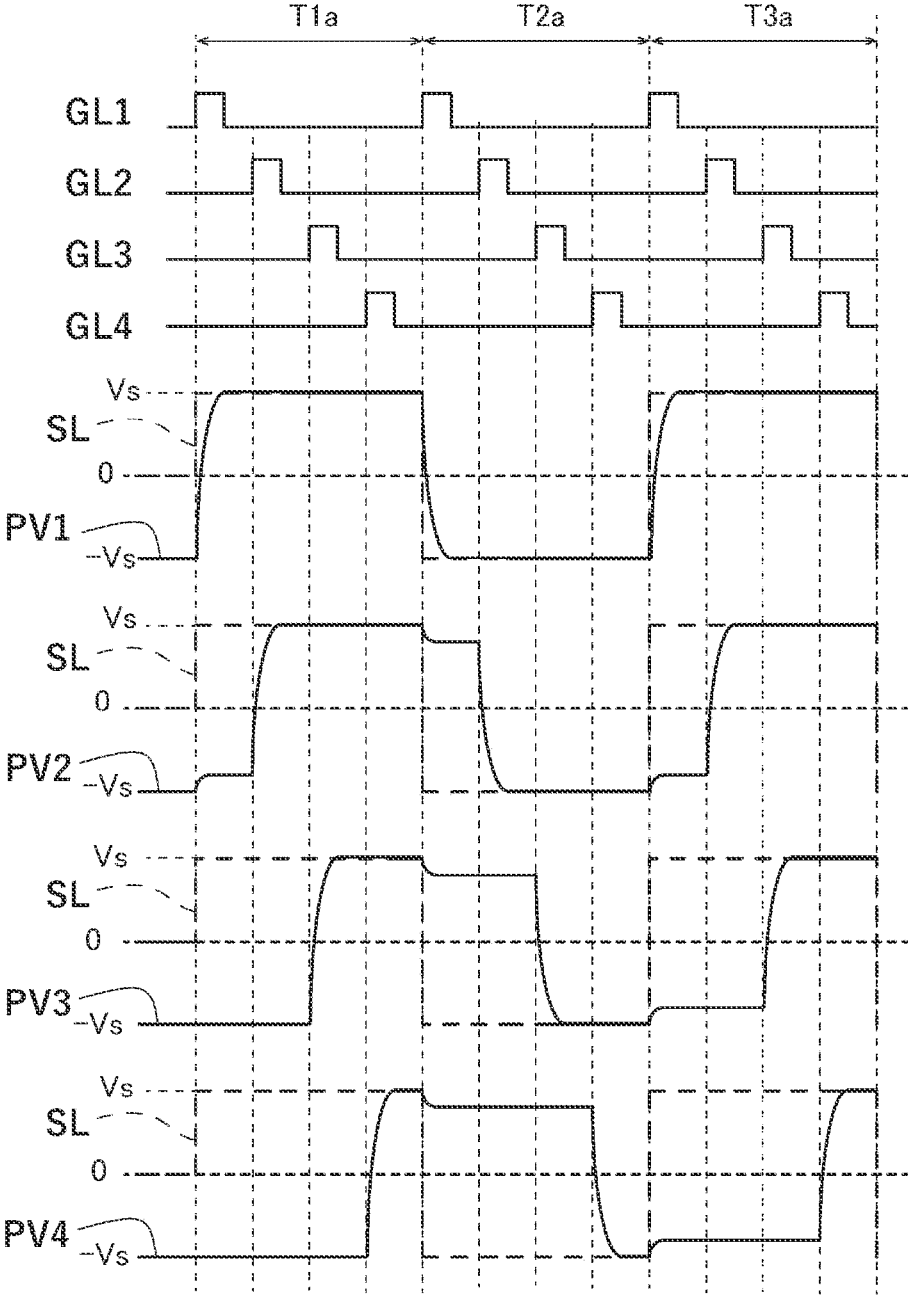 T1a T2a T3a
GL1
GL2
GL3
GL4
Vs
SL
0
PV1
-Vs
Vs
SL
0
PV2
-Vs
Vs
SL
0
PV3
-Vs
Vs
SL
0
PV4
-Vs